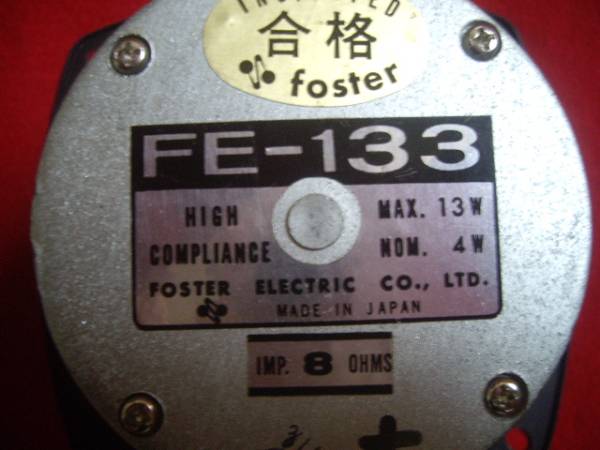 INSPECTED
合格
foster
FE-133
HIGH COMPLIANCE
MAX. 13W
NOM. 4W
FOSTER ELECTRIC CO., LTD.
MADE IN JAPAN
IMP. 8 OHMS
+